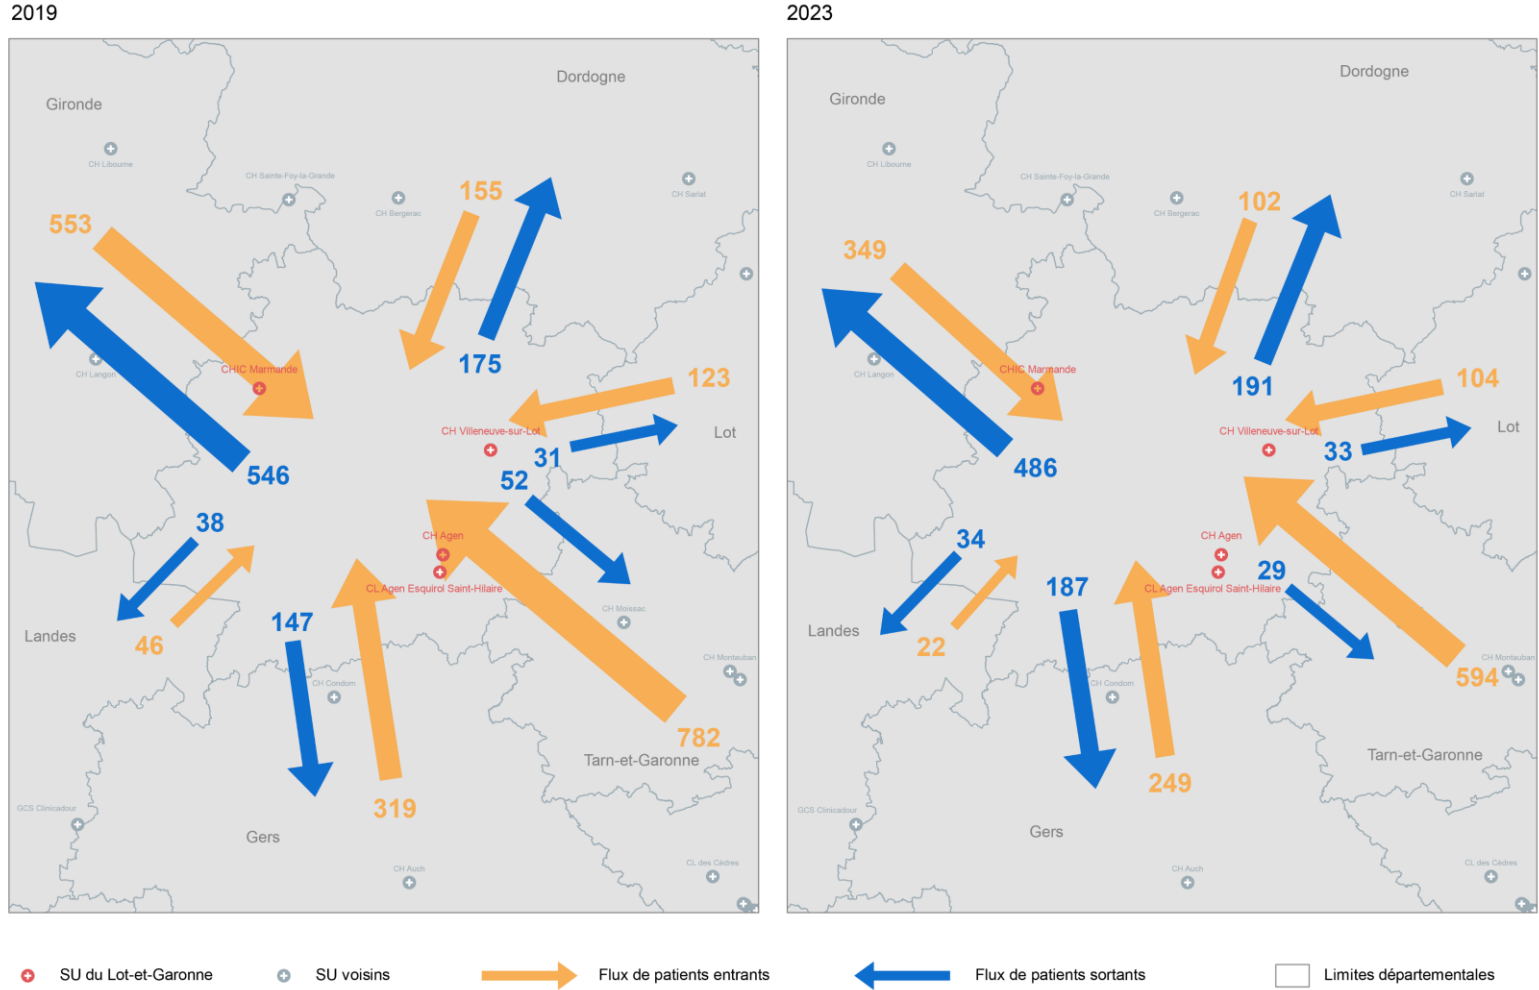 2019
Dordogne
Gironde
CH Libourne
CH Sainte-Foy-la-Grande
CH Sarlat
155
CH Bergerac
553
CHIC Marmande
CH Langon
175
123
CH Villeneuve-sur-Lot
Lot
31
546
52
38
CH Agen
CL Agen Esquirol Saint-Hilaire
CH Moissac
147
Landes
46
CH Montauban
CH Condom
782
Tarn-et-Garonne
319
GCS Clinicadour
Gers
CH Auch
CL des Cèdres
2023
Dordogne
Gironde
CH Libourne
CH Sainte-Foy-la-Grande
CH Sarlat
102
CH Bergerac
349
CHIC Marmande
CH Langon
191
104
CH Villeneuve-sur-Lot
Lot
33
486
34
CH Agen
29
187
CL Agen Esquirol Saint-Hilaire
Landes
22
CH Montauban
594
CH Condom
Tarn-et-Garonne
249
GCS Clinicadour
Gers
CH Auch
CL des Cèdres
SU du Lot-et-Garonne
SU voisins
Flux de patients entrants
Flux de patients sortants
Limites départementales